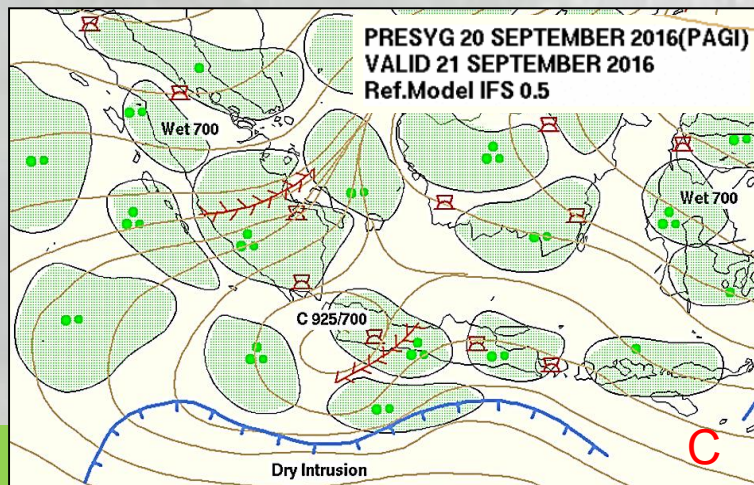 PRESYG 20 SEPTEMBER 2016(PAGI)
VALID 21 SEPTEMBER 2016
Ref.Model IFS 0.5
Wet 700
Wet 700
C 925/700
C
Dry Intrusion